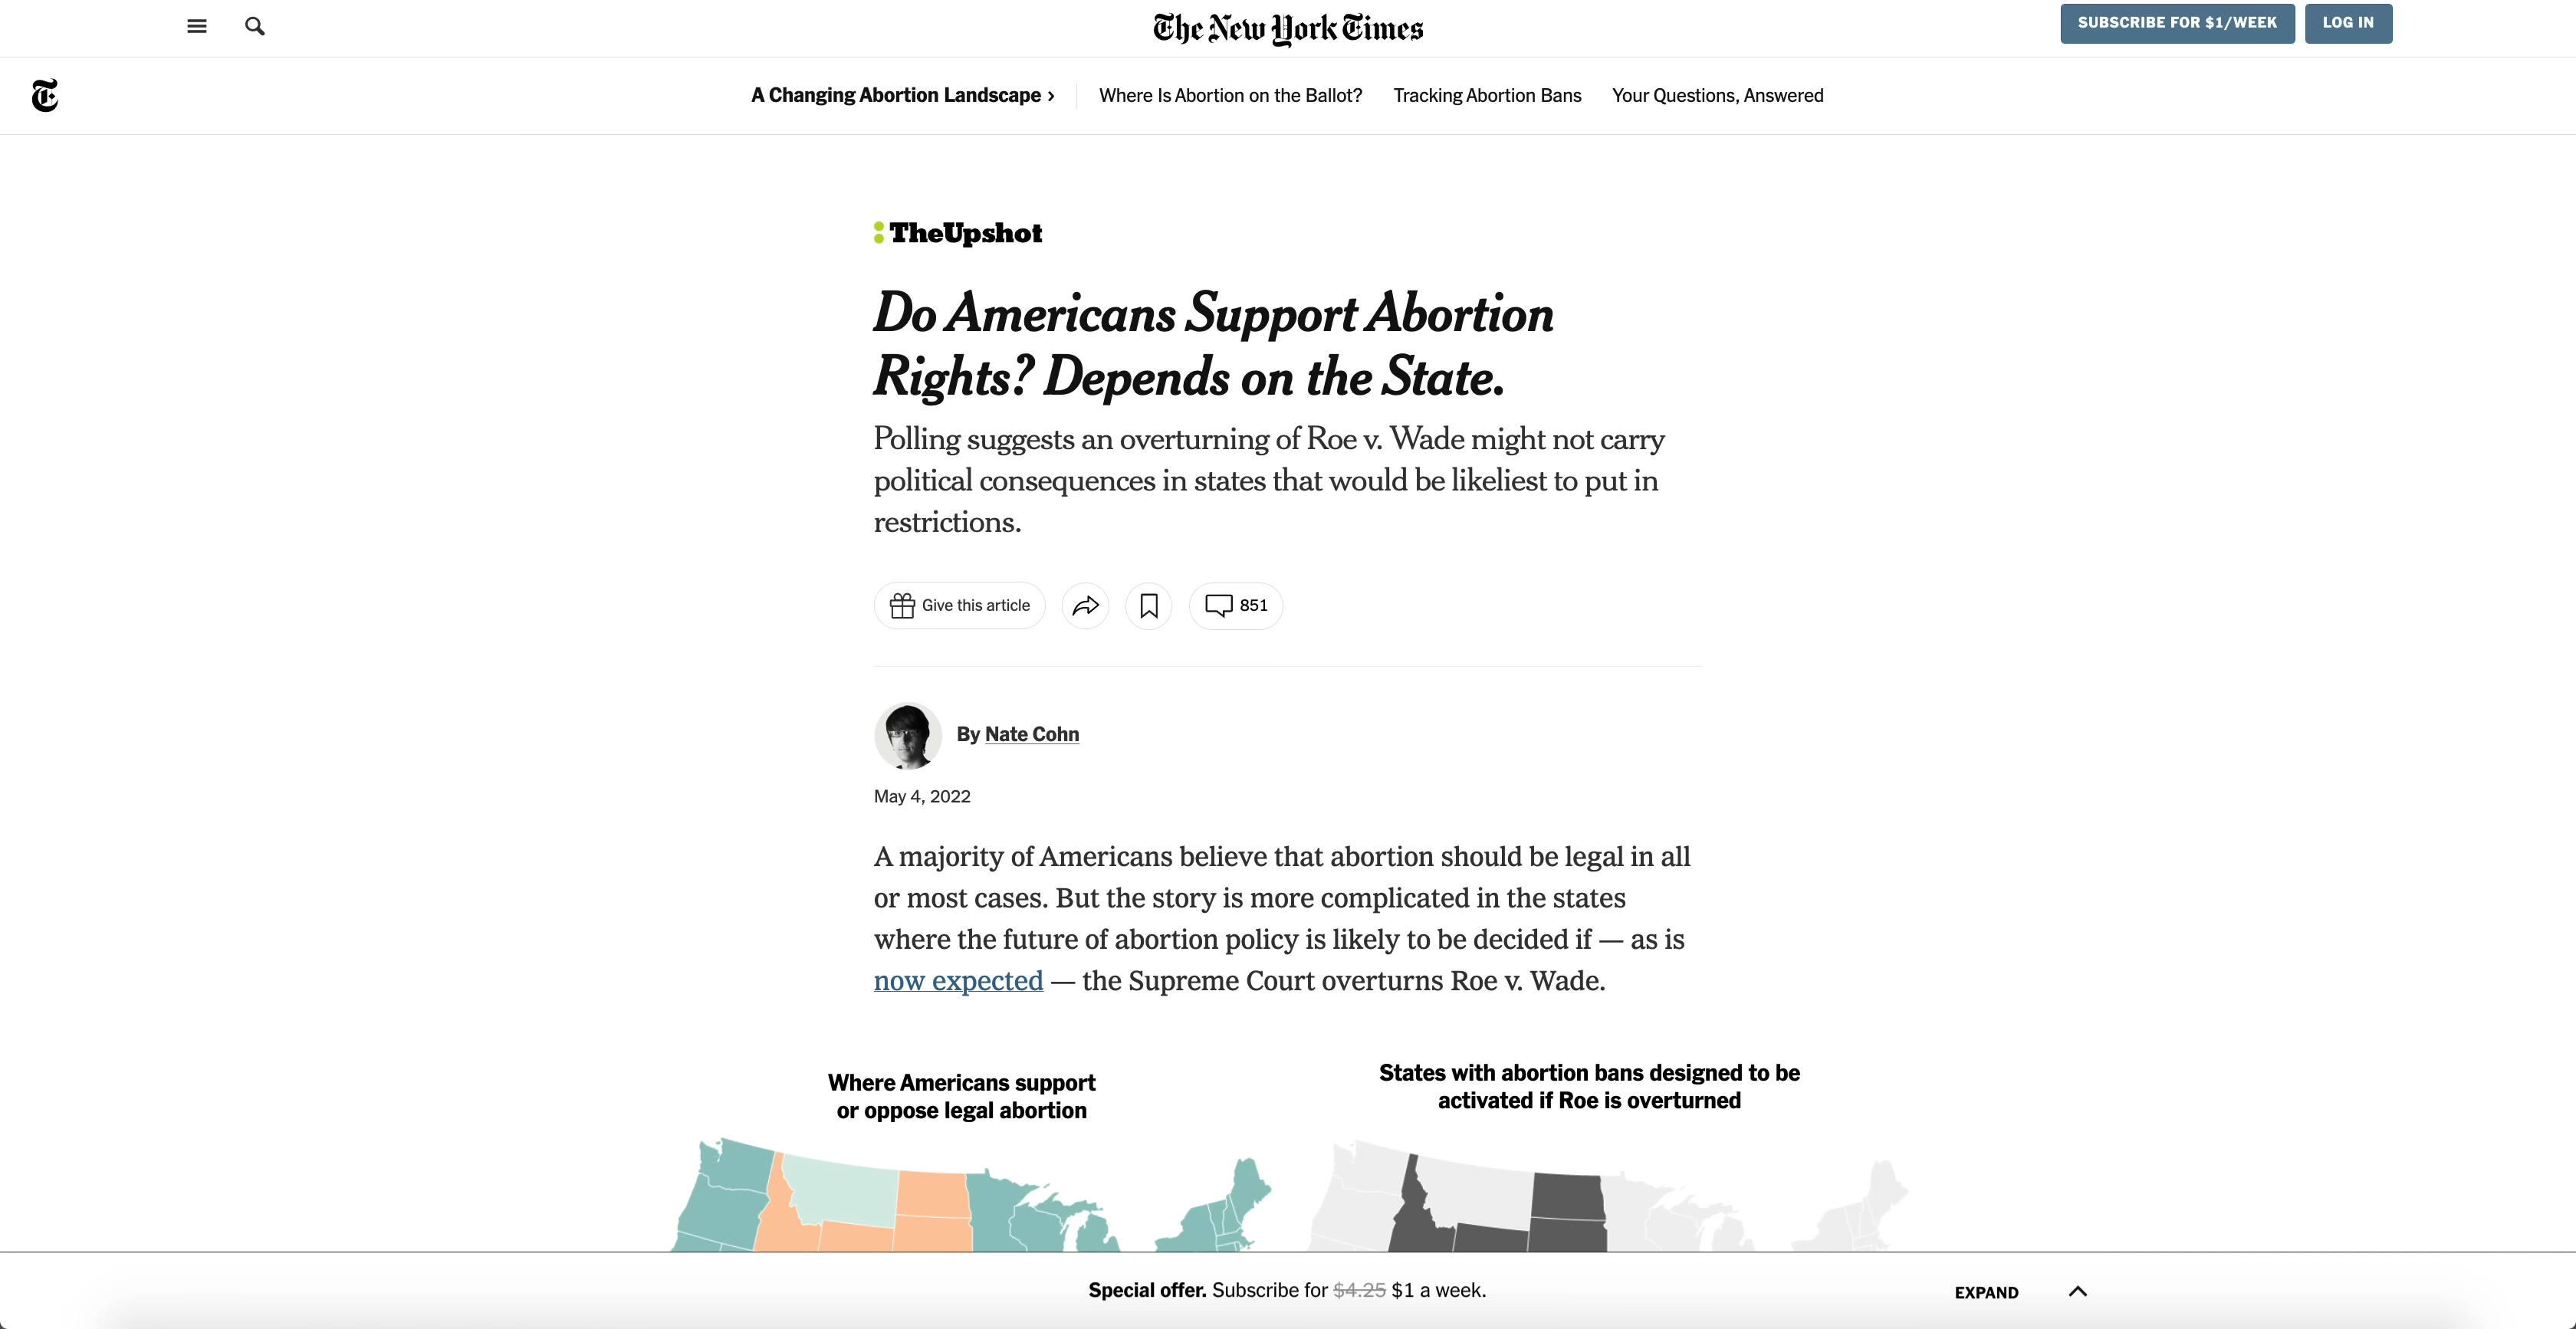 The New York Times
SUBSCRIBE FOR $1/WEEK
LOG IN
T
A Changing Abortion Landscape ›
Where Is Abortion on the Ballot?
Tracking Abortion Bans
Your Questions, Answered
TheUpshot
Do Americans Support Abortion
Rights? Depends on the State.
Polling suggests an overturning of Roe v. Wade might not carry
political consequences in states that would be likeliest to put in
restrictions.
Give this article
851
By Nate Cohn
May 4, 2022
A majority of Americans believe that abortion should be legal in all
or most cases. But the story is more complicated in the states
where the future of abortion policy is likely to be decided if — as is
now expected — the Supreme Court overturns Roe v. Wade.
Where Americans support
or oppose legal abortion
States with abortion bans designed to be
activated if Roe is overturned
Special offer. Subscribe for $4.25 $1 a week.
EXPAND